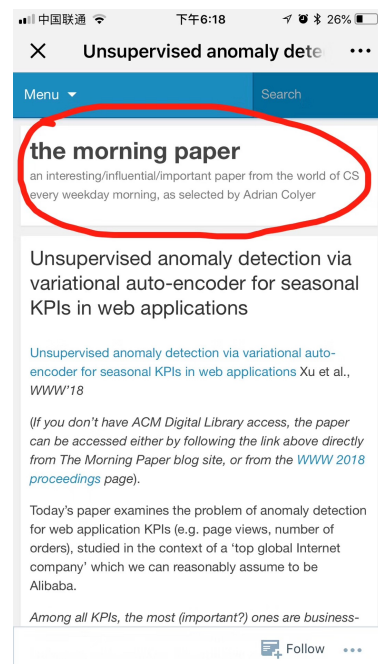 中国联通 下午6:18 26%
Unsupervised anomaly dete
Menu Search
the morning paper
an interesting/influential/important paper from the world of CS
every weekday morning, as selected by Adrian Colyer
Unsupervised anomaly detection via
variational auto-encoder for seasonal
KPIs in web applications
Unsupervised anomaly detection via variational auto-
encoder for seasonal KPIs in web applications Xu et al.,
WWW'18
(If you don't have ACM Digital Library access, the paper
can be accessed either by following the link above directly
from The Morning Paper blog site, or from the WWW 2018
proceedings page).
Today's paper examines the problem of anomaly detection
for web application KPIs (e.g. page views, number of
orders), studied in the context of a 'top global Internet
company' which we can reasonably assume to be
Alibaba.
Among all KPIs, the most (important?) ones are business-
Follow